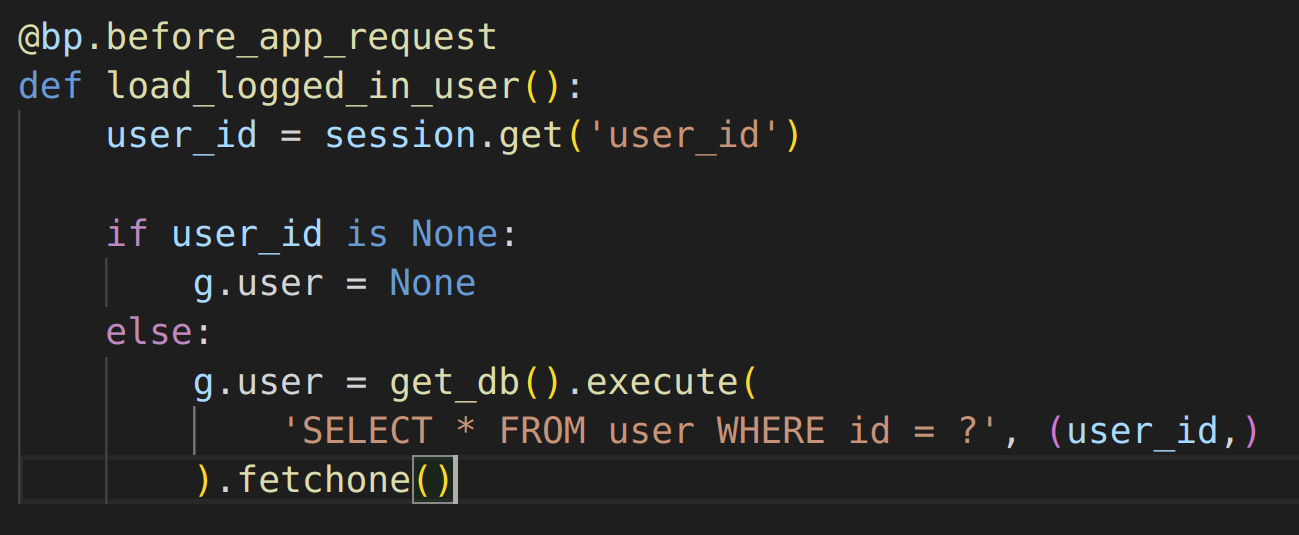 @bp.before_app_request
def load_logged_in_user():
    user_id = session.get('user_id')

    if user_id is None:
        g.user = None
    else:
        g.user = get_db().execute(
            'SELECT * FROM user WHERE id = ?', (user_id,)
        ).fetchone()